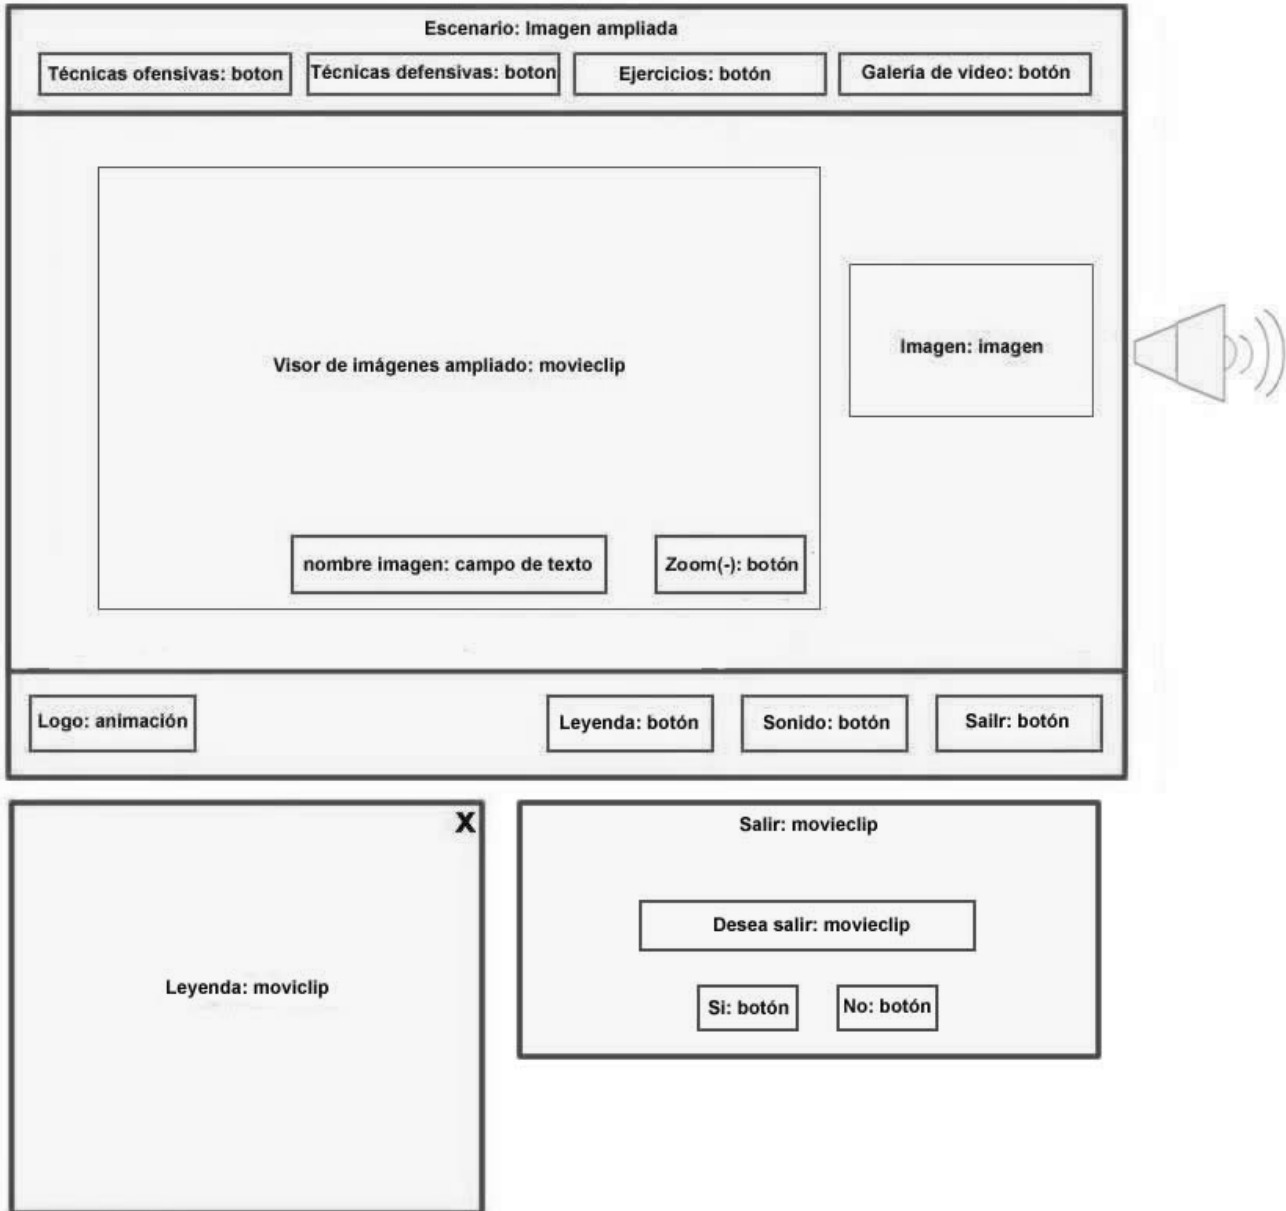 Escenario: Imagen ampliada
Técnicas ofensivas: boton
Técnicas defensivas: boton
Ejercicios: botón
Galería de video: botón
Visor de imágenes ampliado: movieclip
Imagen: imagen
nombre imagen: campo de texto
Zoom(-): botón
Logo: animación
Leyenda: botón
Sonido: botón
Sailr: botón
X
Leyenda: moviclip
Salir: movieclip
Desea salir: movieclip
Si: botón
No: botón